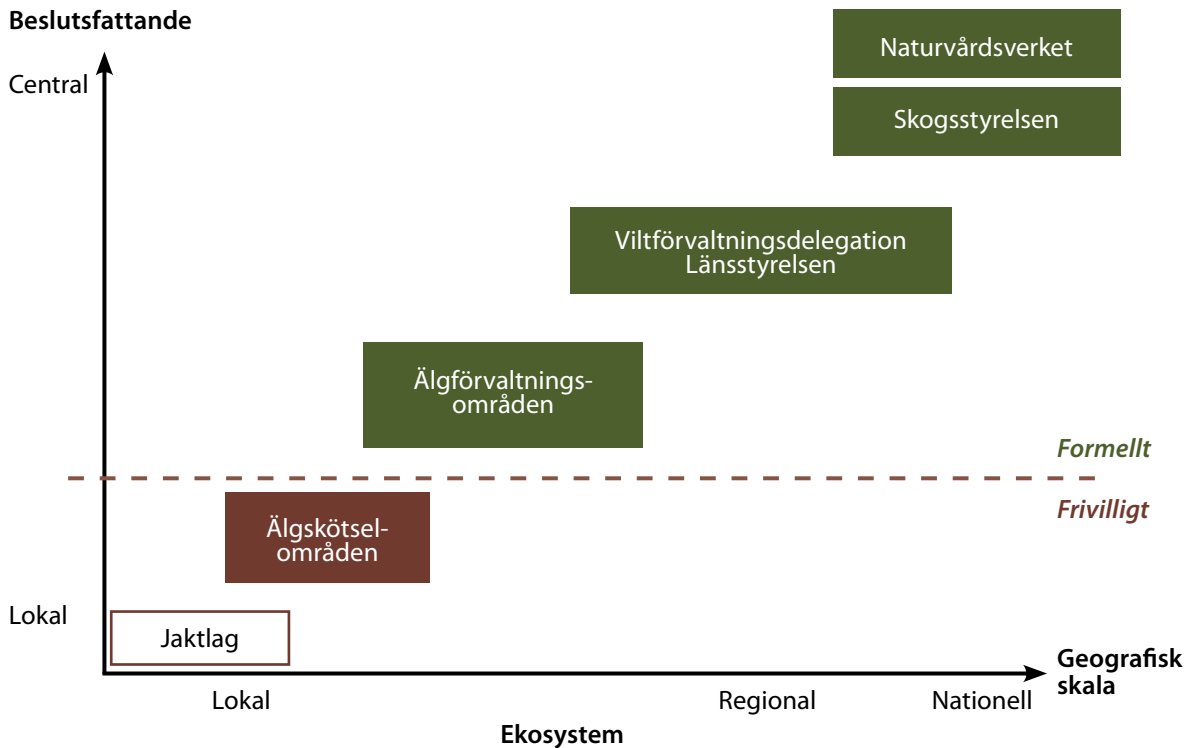 Beslutsfattande
Central
Naturvårdsverket
Skogsstyrelsen
Viltförvaltningsdelegation
Länsstyrelsen
Älgförvaltnings-
områden
Formellt
Frivilligt
Älgskötsel-
områden
Lokal
Jaktlag
Geografisk
skala
Lokal
Regional
Nationell
Ekosystem